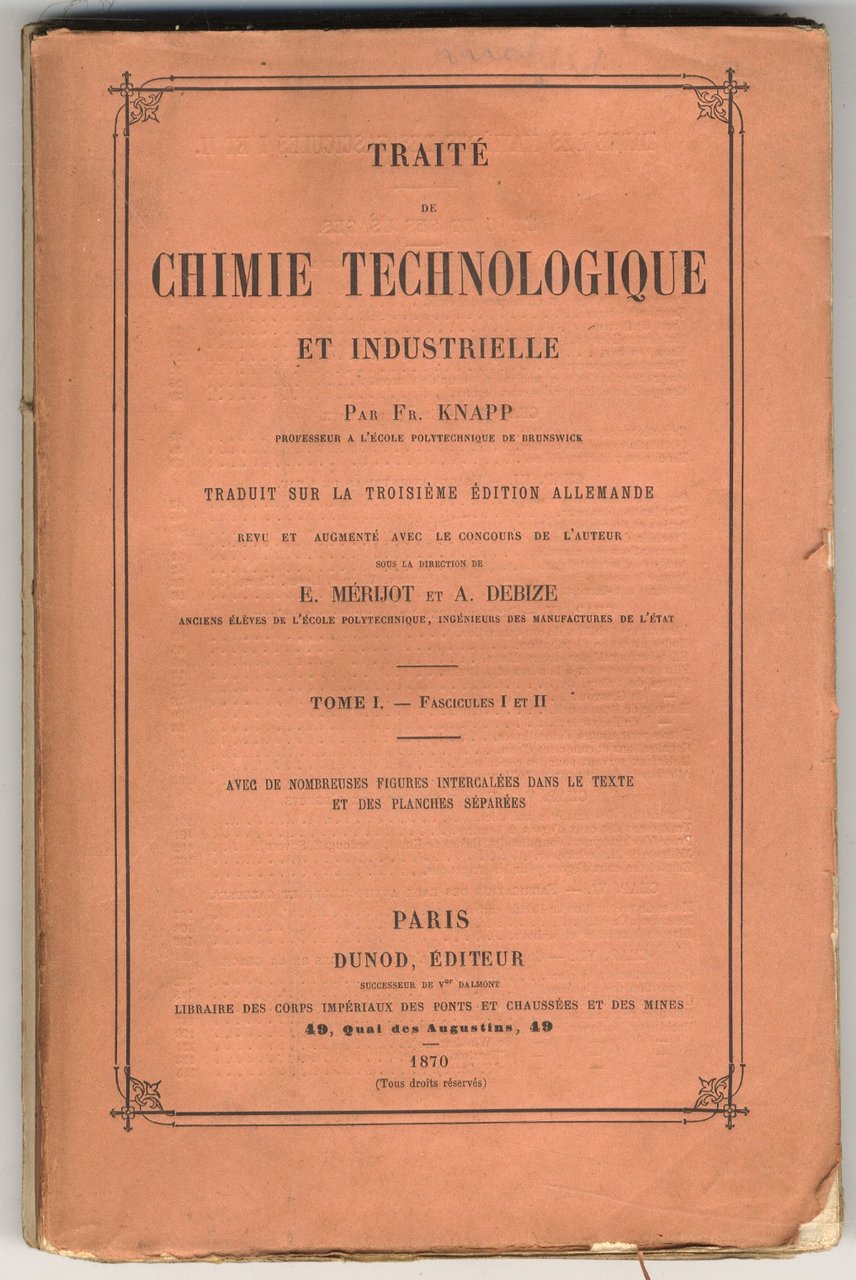 TRAITÉ
DE
CHIMIE TECHNOLOGIQUE
ET INDUSTRIELLE
PAR FR. KNAPP
PROFESSEUR A L'ÉCOLE POLYTECHNIQUE DE BRUNSWICK
TRADUIT SUR LA TROISIÈME ÉDITION ALLEMANDE
REVU ET AUGMENTÉ AVEC LE CONCOURS DE L'AUTEUR
SOUS LA DIRECTION DE
E. MÉRIJOT ET A. DEBIZE
ANCIENS ÉLÈVES DE L'ÉCOLE POLYTECHNIQUE, INGÉNIEURS DES MANUFACTURES DE L'ÉTAT
TOME I. — FASCICULES I ET II
AVEC DE NOMBREUSES FIGURES INTERCALÉES DANS LE TEXTE
ET DES PLANCHES SÉPARÉES
PARIS
DUNOD, ÉDITEUR
SUCCESSEUR DE Vor DALMONT
LIBRAIRE DES CORPS IMPÉRIAUX DES PONTS ET CHAUSSÉES ET DES MINES
49, Quai des Augustins, 49
1870
(Tous droits réservés)